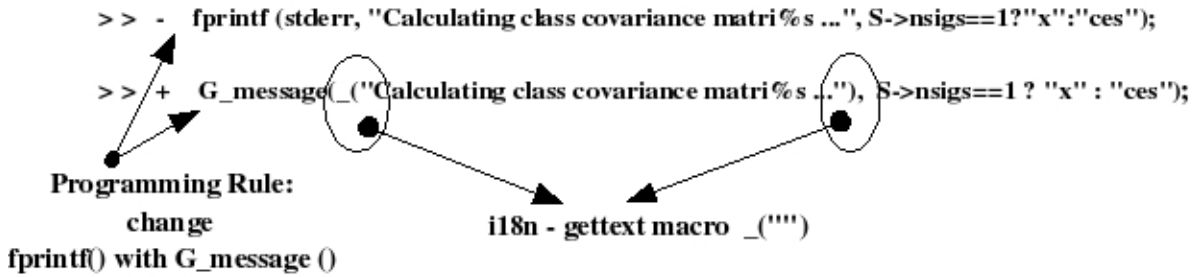 > > - fprintf (stderr, "Calculating class covariance matri%s ...", S->nsigs==1?"x":"ces");
> > + G_message(_("Calculating class covariance matri%s ..."), S->nsigs==1 ? "x" : "ces");
Programming Rule:
change
fprintf() with G_message ()
i18n - gettext macro _("")